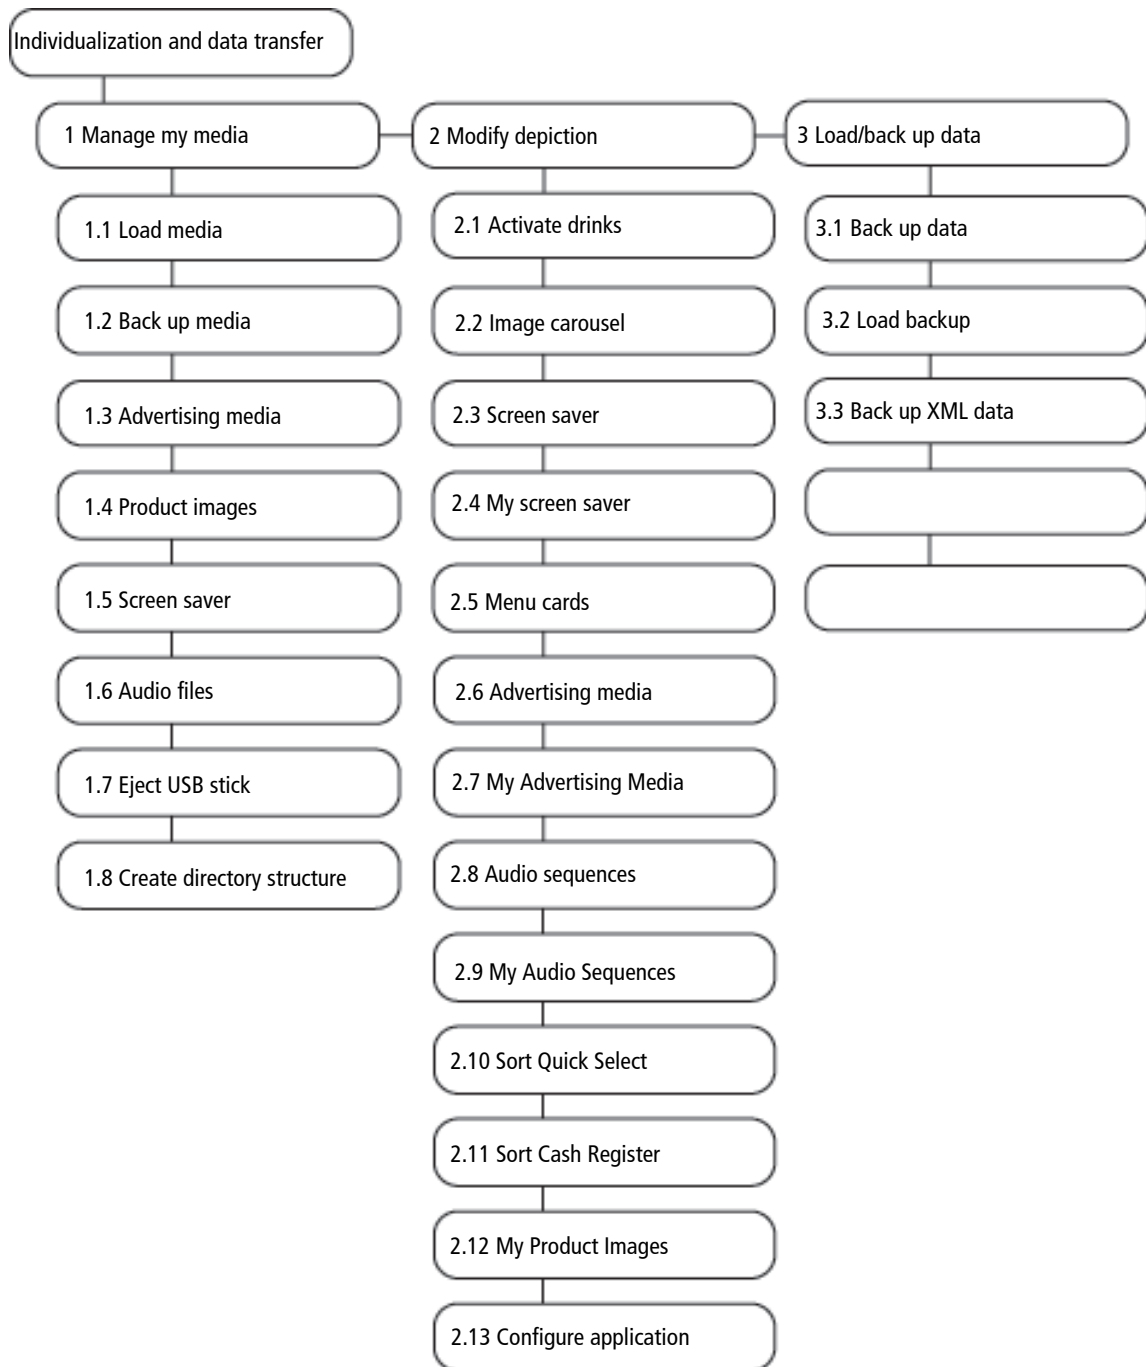 Individualization and data transfer
1 Manage my media
1.1 Load media
1.2 Back up media
1.3 Advertising media
1.4 Product images
1.5 Screen saver
1.6 Audio files
1.7 Eject USB stick
1.8 Create directory structure
2 Modify depiction
2.1 Activate drinks
2.2 Image carousel
2.3 Screen saver
2.4 My screen saver
2.5 Menu cards
2.6 Advertising media
2.7 My Advertising Media
2.8 Audio sequences
2.9 My Audio Sequences
2.10 Sort Quick Select
2.11 Sort Cash Register
2.12 My Product Images
2.13 Configure application
3 Load/back up data
3.1 Back up data
3.2 Load backup
3.3 Back up XML data